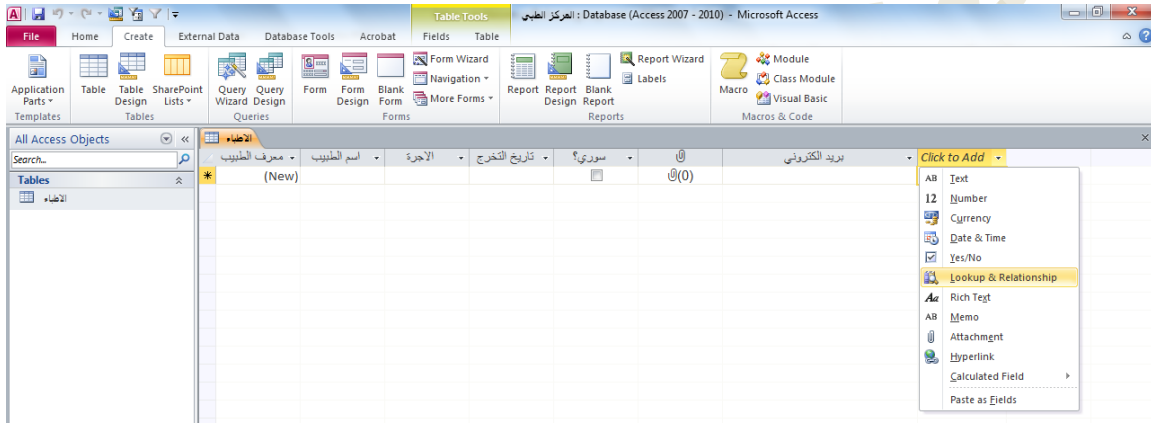 Table Tools
المركز الطبي : Database (Access 2007 - 2010) - Microsoft Access
File Home Create External Data Database Tools Acrobat Fields Table
Application Parts
Table
Table Design
SharePoint Lists
Query Wizard
Query Design
Form
Form Design
Blank Form
Form Wizard
Navigation
More Forms
Report
Report Design
Blank Report
Report Wizard
Labels
Macro
Module
Class Module
Visual Basic
Templates Tables Queries Forms Reports Macros & Code
All Access Objects
Search...
Tables
الاطباء
الاطباء
معرف الطبيب اسم الطبيب الاجرة تاريخ التخرج سوري؟ بريد الكتروني Click to Add
(New) (0)
AB Text
12 Number
Currency
Date & Time
Yes/No
Lookup & Relationship
Aa Rich Text
AB Memo
Attachment
Hyperlink
Calculated Field
Paste as Fields